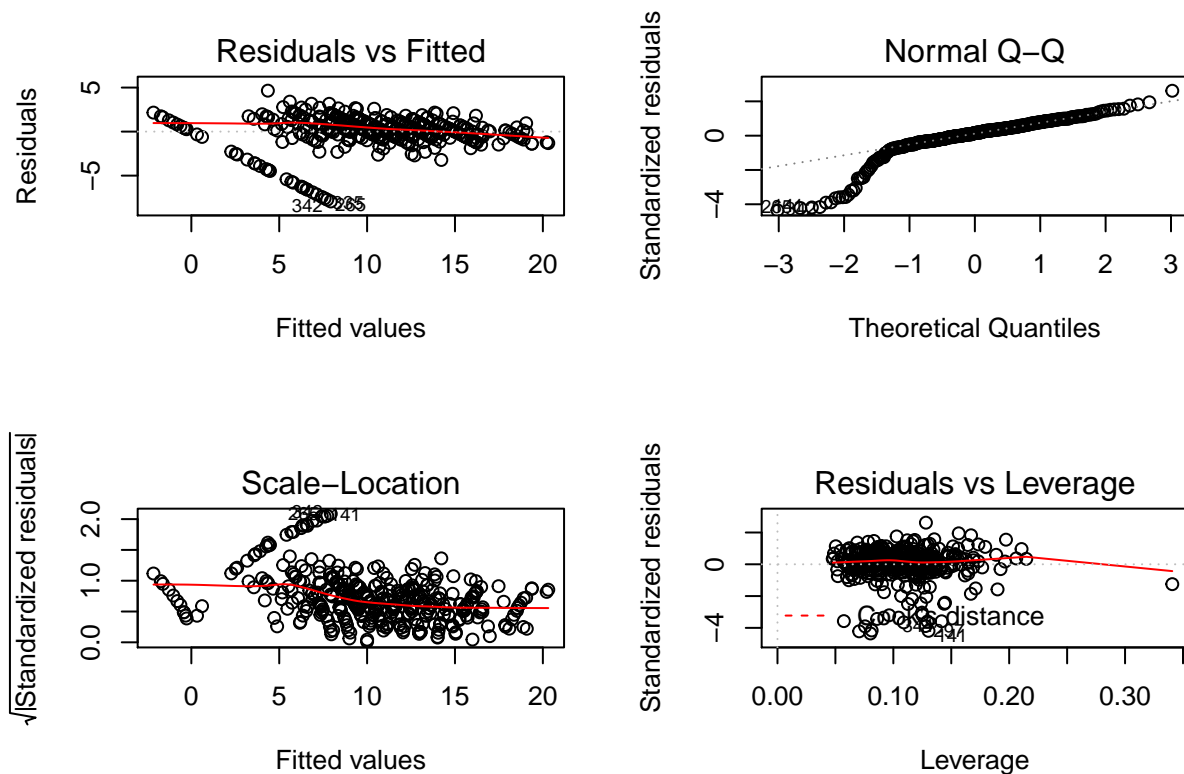 Residuals vs Fitted
Residuals
5
−5
342
265
0 5 10 15 20
Fitted values
Normal Q−Q
Standardized residuals
0
−4
−3 −2 −1 0 1 2 3
Theoretical Quantiles
Scale−Location
√|Standardized residuals|
2.0
1.0
0.0
141
0 5 10 15 20
Fitted values
Residuals vs Leverage
Standardized residuals
0
−4
distance
141
0.00 0.10 0.20 0.30
Leverage